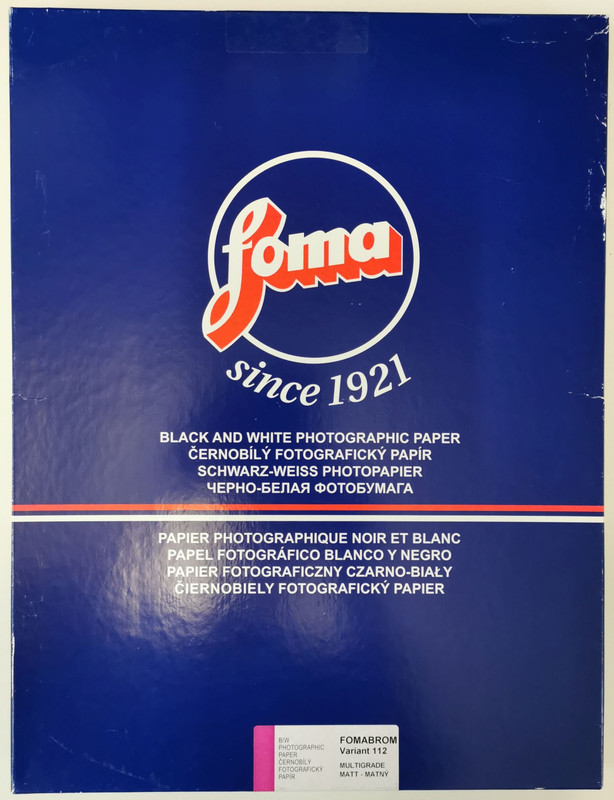 foma
since 1921
BLACK AND WHITE PHOTOGRAPHIC PAPER
ČERNOBÍLÝ FOTOGRAFICKÝ PAPÍR
SCHWARZ-WEISS PHOTOPAPIER
ЧЕРНО-БЕЛАЯ ФОТОБУМАГА
PAPIER PHOTOGRAPHIQUE NOIR ET BLANC
PAPEL FOTOGRÁFICO BLANCO Y NEGRO
PAPIER FOTOGRAFICZNY CZARNO-BIAŁY
ČIERNOBIELY FOTOGRAFICKÝ PAPIER
B/W
PHOTOGRAPHIC
PAPER
ČERNOBÍLÝ
FOTOGRAFICKÝ
PAPÍR
FOMABROM
Variant 112
MULTIGRADE
MATT - MATNÝ